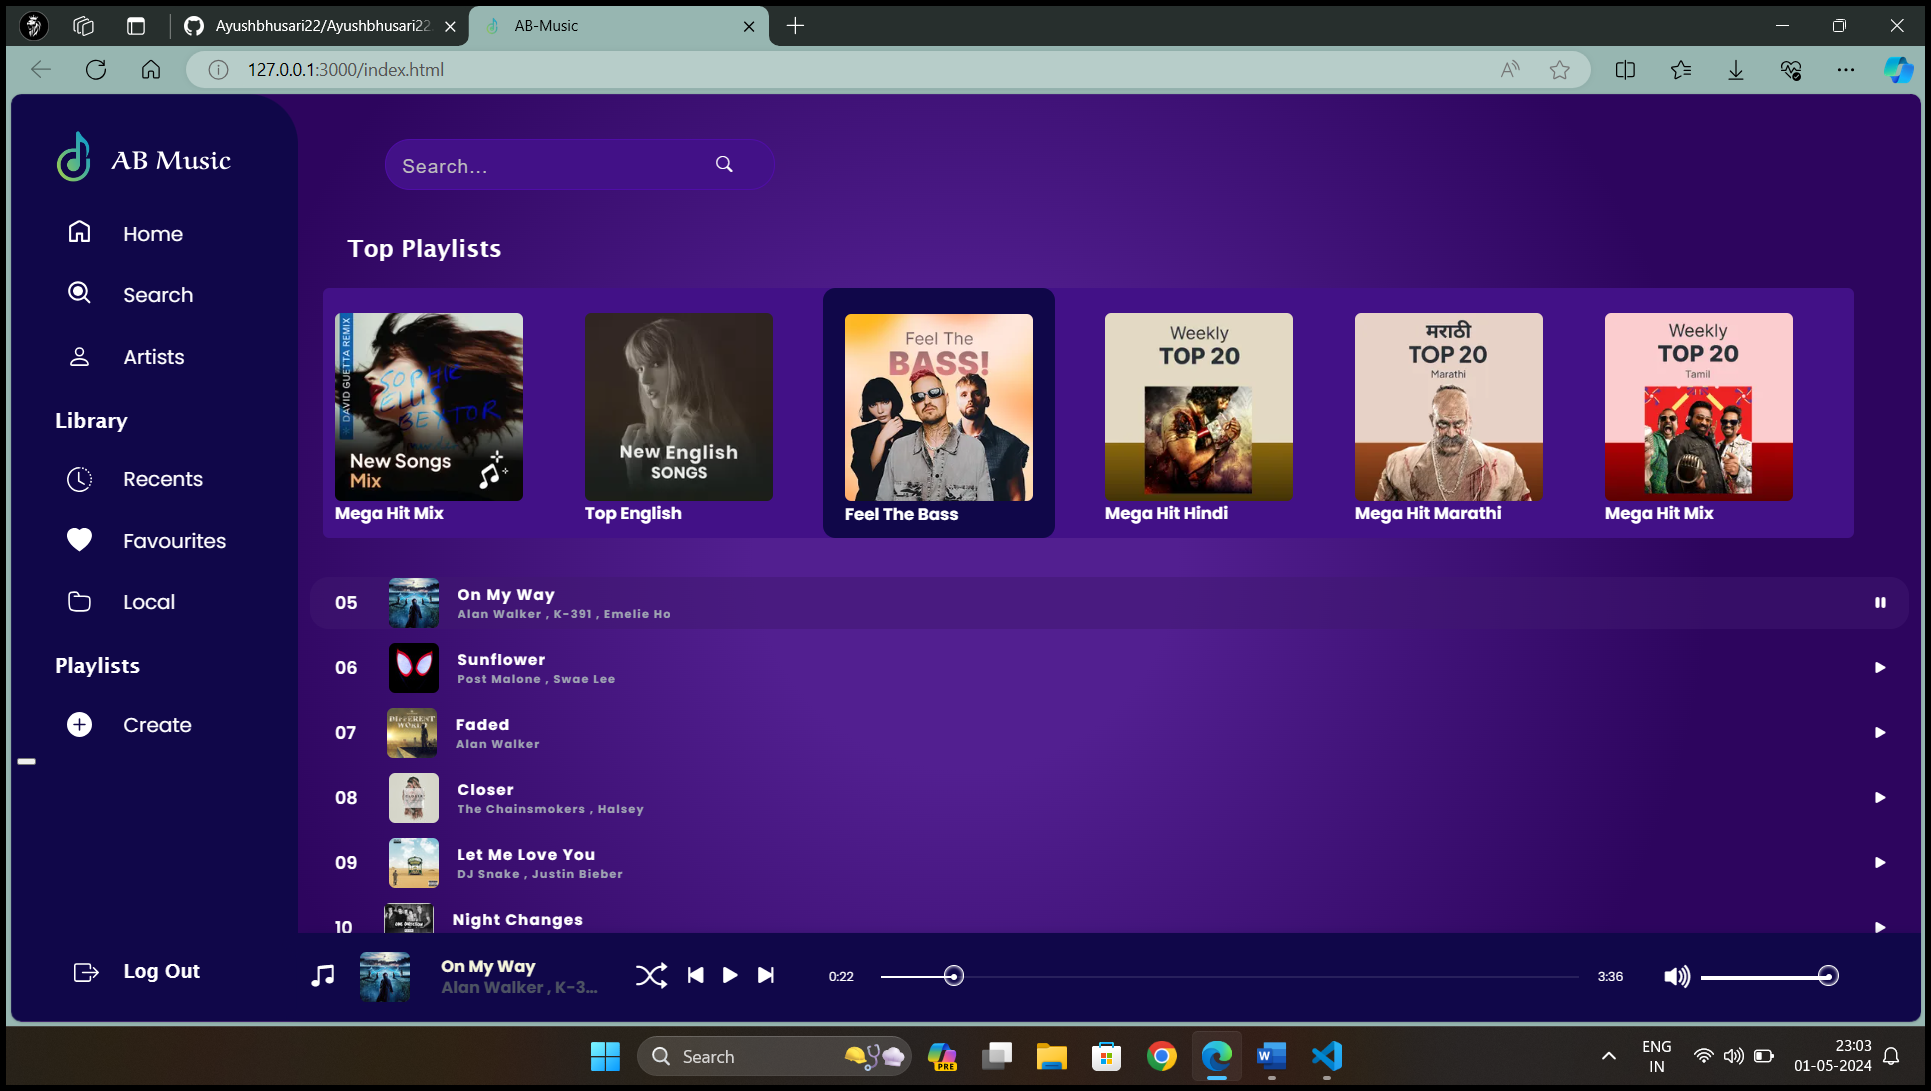 Ayushbhusari22/Ayushbhusari22
AB-Music
127.0.0.1:3000/index.html
AB Music
Home
Search
Artists
Library
Recents
Favourites
Local
Playlists
Create
Log Out
Search...
Top Playlists
DAVID GUETTA REMIX
SOPHIE
ELLIS
BEXTOR
New Songs
Mix
Mega Hit Mix
New English
SONGS
Top English
Feel The
BASS!
Feel The Bass
Weekly
TOP 20
Mega Hit Hindi
मराठी
TOP 20
Marathi
Mega Hit Marathi
Weekly
TOP 20
Tamil
Mega Hit Mix
05
On My Way
Alan Walker , K-391 , Emelie Ho
06
Sunflower
Post Malone , Swae Lee
07
Faded
Alan Walker
08
Closer
The Chainsmokers , Halsey
09
Let Me Love You
DJ Snake , Justin Bieber
10
Night Changes
On My Way
Alan Walker , K-3...
0:22
3:36
Search
PRE
ENG
IN
23:03
01-05-2024